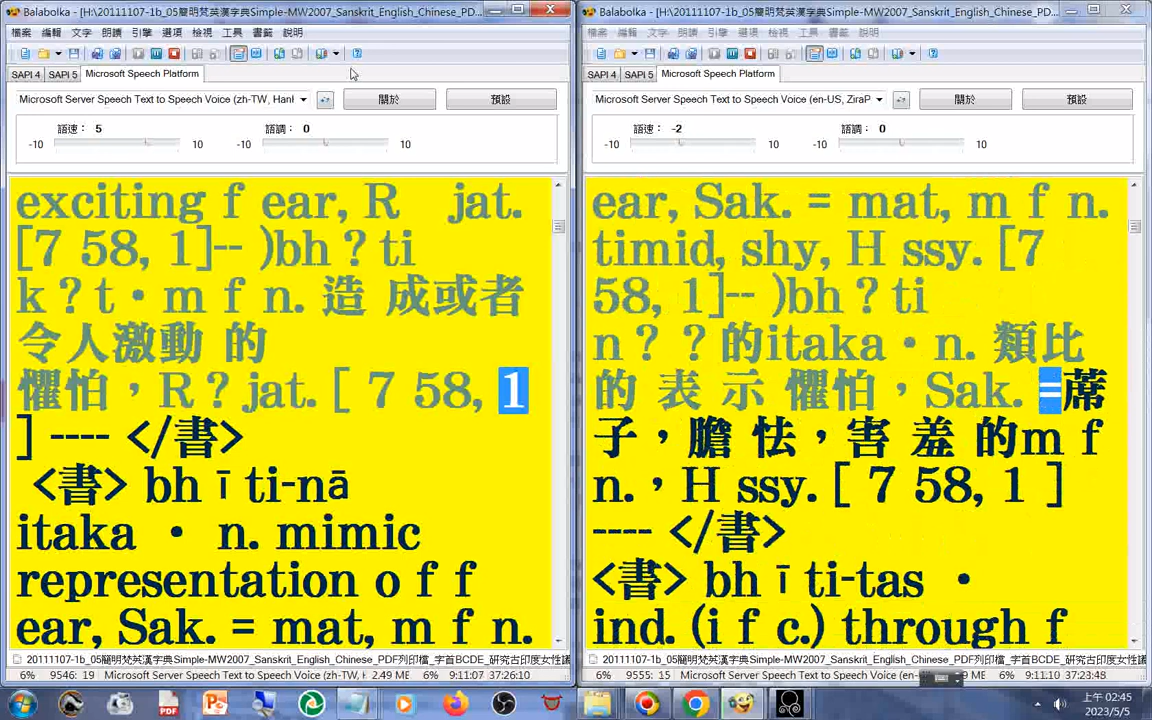 Balabolka - [H:\20111107-1b_05簡明梵英漢字典Simple-MW2007_Sanskrit_English_Chinese_PD...
檔案 編輯 文字 朗讀 引擎 選項 檢視 工具 書籤 說明
SAPI 4 SAPI 5 Microsoft Speech Platform
Microsoft Server Speech Text to Speech Voice (zh-TW, HanH 關於 預設
語速: 5 語調: 0
-10 10 -10 10
exciting f ear, R jat.
[7 58, 1]-- )bh ? ti
k ? t · m f n. 造 成或者
令人激動 的
懼怕，R ? jat. [ 7 58, 1
] ---- </書>
<書> bh ī ti-nā
itaka · n. mimic
representation o f f
ear, Sak. = mat, m f n.
20111107-1b_05簡明梵英漢字典Simple-MW2007_Sanskrit_English_Chinese_PDF列印檔_字首BCDE_研究古印度女性議
6% 9546: 19 Microsoft Server Speech Text to Speech Voice (zh-TW, H 2.49 ME 6% 9:11:07 37:26:10
Balabolka - [H:\20111107-1b_05簡明梵英漢字典Simple-MW2007_Sanskrit_English_Chinese_PD...
檔案 編輯 文字 朗讀 引擎 選項 檢視 工具 書籤 說明
SAPI 4 SAPI 5 Microsoft Speech Platform
Microsoft Server Speech Text to Speech Voice (en-US, ZiraP 關於 預設
語速: -2 語調: 0
-10 10 -10 10
ear, Sak. = mat, m f n.
timid, shy, H ssy. [7
58, 1]-- )bh ? ti
n ? ? 的itaka · n. 類比
的 表 示 懼怕，Sak. =蓆
子，膽 怯，害 羞 的m f
n.，H ssy. [ 7 58, 1 ]
---- </書>
<書> bh ī ti-tas ·
ind. (i f c.) through f
20111107-1b_05簡明梵英漢字典Simple-MW2007_Sanskrit_English_Chinese_PDF列印檔_字首BCDE_研究古印度女性議
6% 9555: 15 Microsoft Server Speech Text to Speech Voice (en-US 9 ME 6% 9:11:10 37:23:48
上午 02:45
2023/5/5